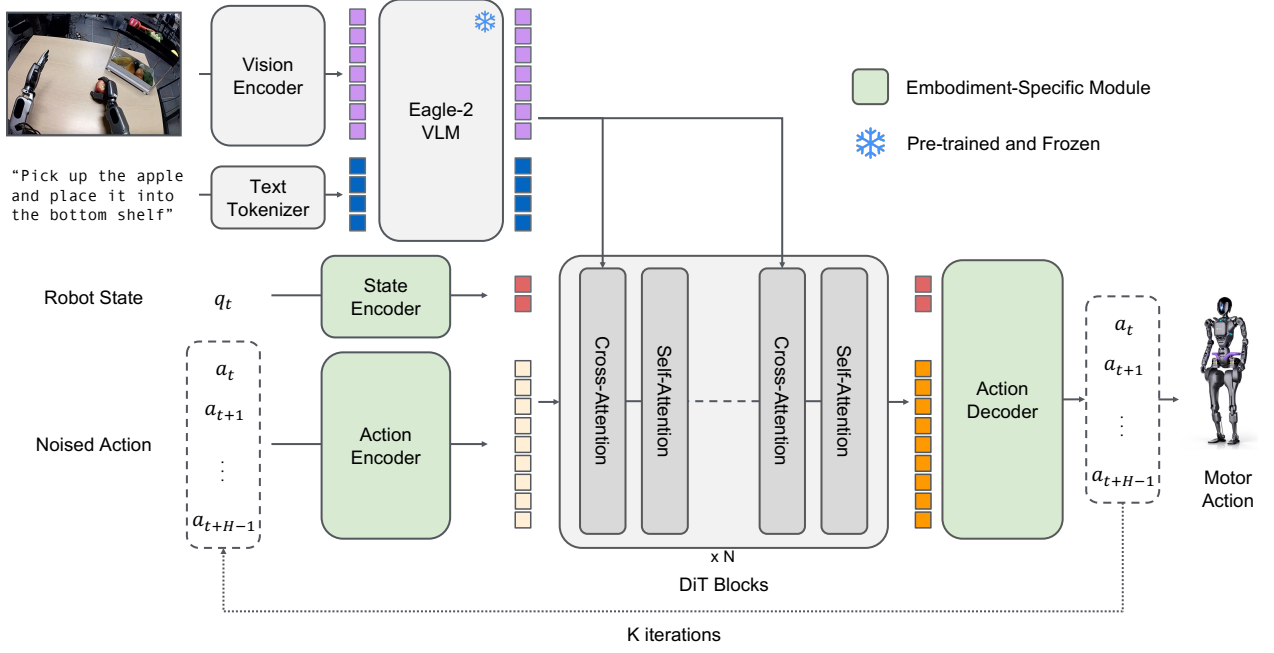 Vision
Encoder
Eagle-2
VLM
Embodiment-Specific Module
Pre-trained and Frozen
“Pick up the apple
and place it into
the bottom shelf”
Text
Tokenizer
Robot State
q_t
State
Encoder
Noised Action
a_t
a_{t+1}
⋮
a_{t+H−1}
Action
Encoder
Cross-Attention
Self-Attention
Cross-Attention
Self-Attention
x N
DiT Blocks
Action
Decoder
a_t
a_{t+1}
⋮
a_{t+H−1}
Motor
Action
K iterations